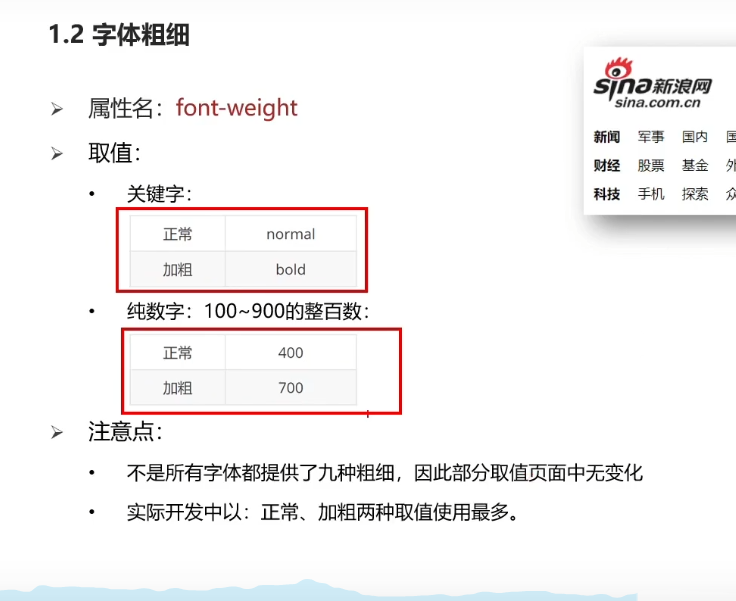 1.2 字体粗细
属性名：font-weight
取值：
关键字：
正常 normal
加粗 bold
纯数字：100~900的整百数：
正常 400
加粗 700
注意点：
不是所有字体都提供了九种粗细，因此部分取值页面中无变化
实际开发中以：正常、加粗两种取值使用最多。
sina新浪网
sina.com.cn
新闻 军事 国内
财经 股票 基金
科技 手机 探索